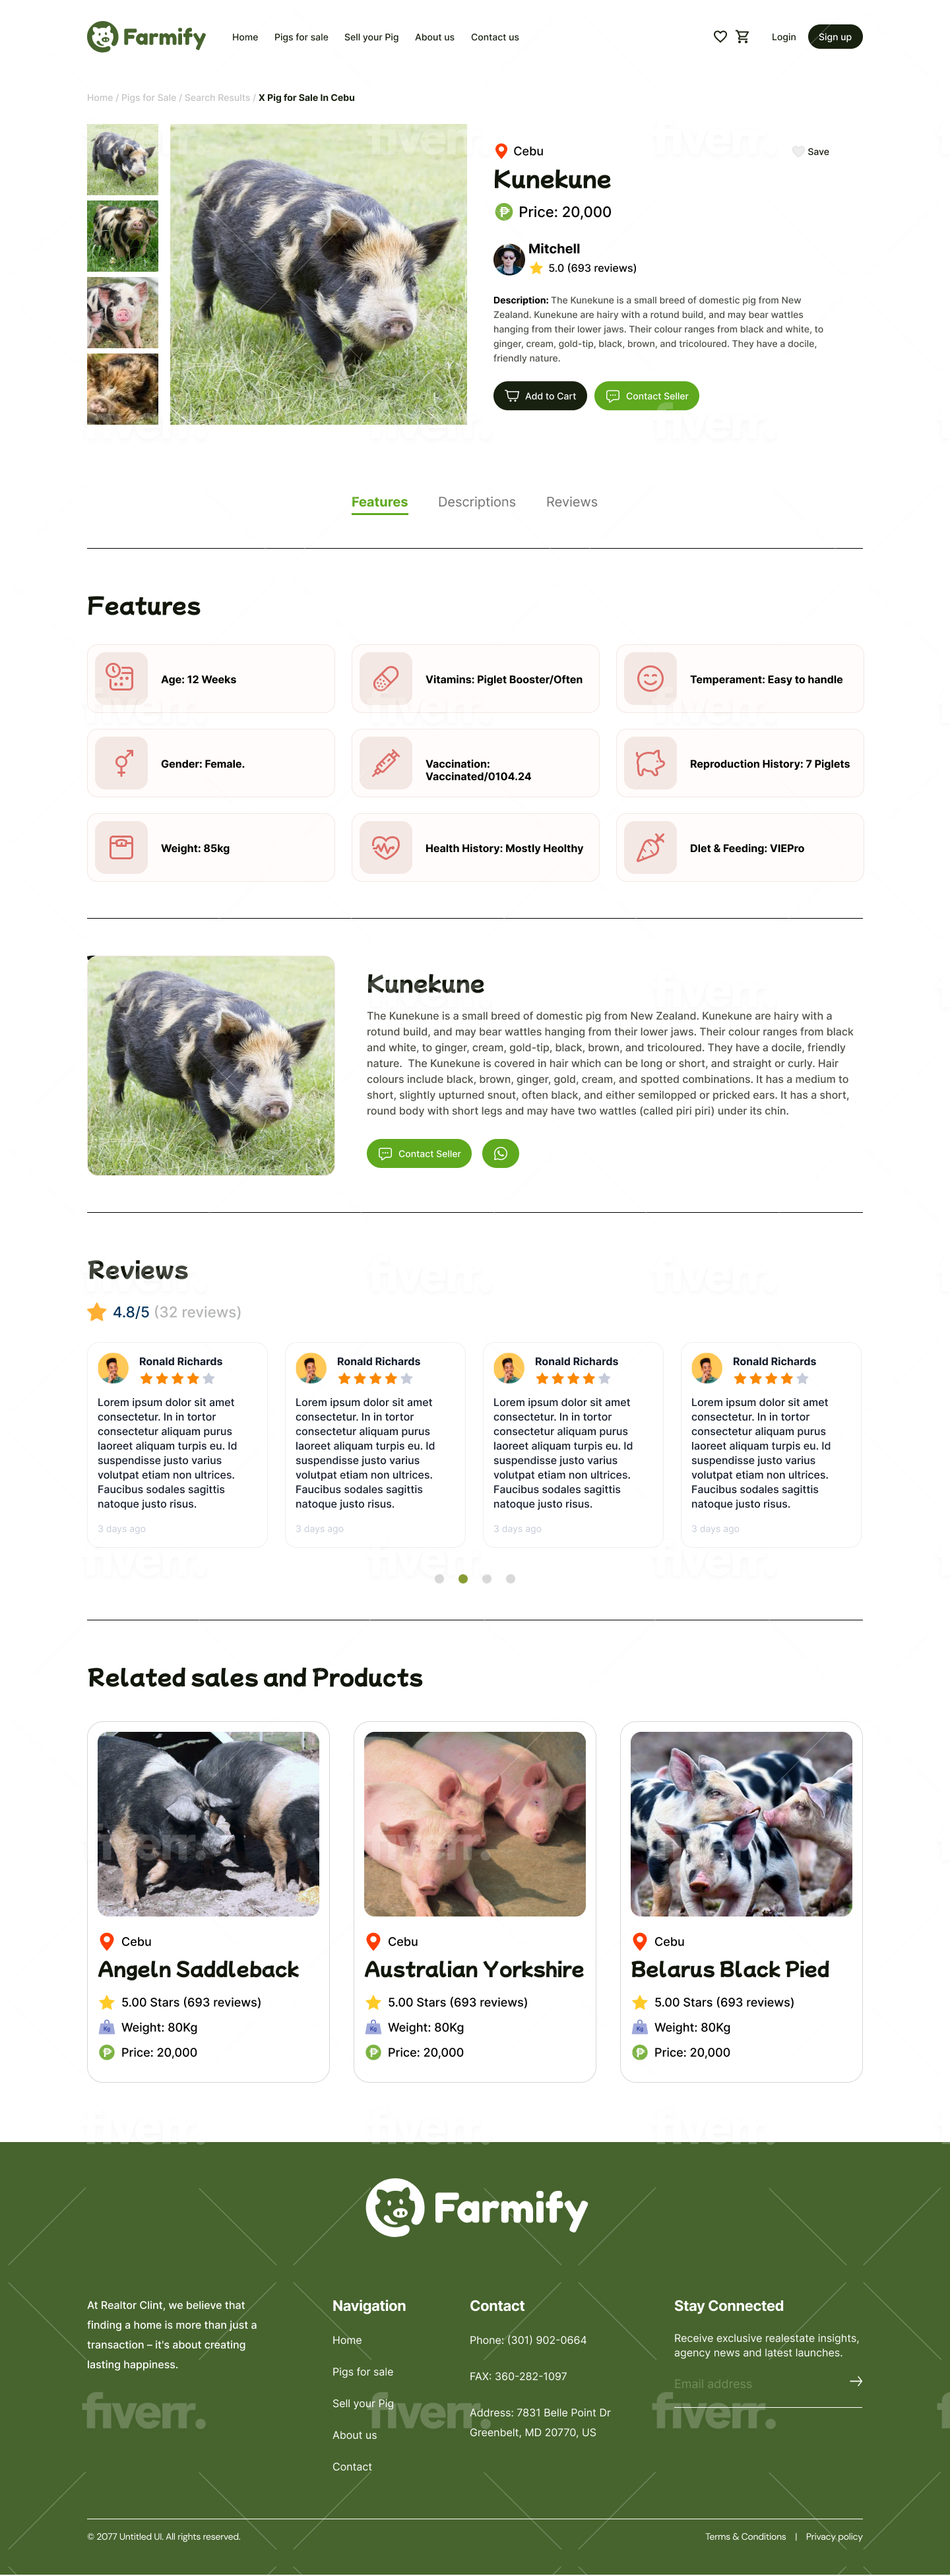 Farmify
Home
Pigs for sale
Sell your Pig
About us
Contact us
Login
Sign up
Home / Pigs for Sale / Search Results / X Pig for Sale In Cebu
Cebu
Save
Kunekune
Price: 20,000
Mitchell
5.0 (693 reviews)
Description: The Kunekune is a small breed of domestic pig from New
Zealand. Kunekune are hairy with a rotund build, and may bear wattles
hanging from their lower jaws. Their colour ranges from black and white, to
ginger, cream, gold-tip, black, brown, and tricoloured. They have a docile,
friendly nature.
Add to Cart
Contact Seller
fiverr.
fiverr.
fiverr.
Features
Descriptions
Reviews
Features
Age: 12 Weeks
Vitamins: Piglet Booster/Often
Temperament: Easy to handle
Gender: Female.
Vaccination:
Vaccinated/0104.24
Reproduction History: 7 Piglets
Weight: 85kg
Health History: Mostly Heolthy
DIet & Feeding: VIEPro
Kunekune
The Kunekune is a small breed of domestic pig from New Zealand. Kunekune are hairy with a
rotund build, and may bear wattles hanging from their lower jaws. Their colour ranges from black
and white, to ginger, cream, gold-tip, black, brown, and tricoloured. They have a docile, friendly
nature.  The Kunekune is covered in hair which can be long or short, and straight or curly. Hair
colours include black, brown, ginger, gold, cream, and spotted combinations. It has a medium to
short, slightly upturned snout, often black, and either semilopped or pricked ears. It has a short,
round body with short legs and may have two wattles (called piri piri) under its chin.
Contact Seller
Reviews
4.8/5 (32 reviews)
Ronald Richards
Lorem ipsum dolor sit amet
consectetur. In in tortor
consectetur aliquam purus
laoreet aliquam turpis eu. Id
suspendisse justo varius
volutpat etiam non ultrices.
Faucibus sodales sagittis
natoque justo risus.
3 days ago
Ronald Richards
Lorem ipsum dolor sit amet
consectetur. In in tortor
consectetur aliquam purus
laoreet aliquam turpis eu. Id
suspendisse justo varius
volutpat etiam non ultrices.
Faucibus sodales sagittis
natoque justo risus.
3 days ago
Ronald Richards
Lorem ipsum dolor sit amet
consectetur. In in tortor
consectetur aliquam purus
laoreet aliquam turpis eu. Id
suspendisse justo varius
volutpat etiam non ultrices.
Faucibus sodales sagittis
natoque justo risus.
3 days ago
Ronald Richards
Lorem ipsum dolor sit amet
consectetur. In in tortor
consectetur aliquam purus
laoreet aliquam turpis eu. Id
suspendisse justo varius
volutpat etiam non ultrices.
Faucibus sodales sagittis
natoque justo risus.
3 days ago
Related sales and Products
Cebu
Angeln Saddleback
5.00 Stars (693 reviews)
Kg
Weight: 80Kg
Price: 20,000
Cebu
Australian Yorkshire
5.00 Stars (693 reviews)
Kg
Weight: 80Kg
Price: 20,000
Cebu
Belarus Black Pied
5.00 Stars (693 reviews)
Kg
Weight: 80Kg
Price: 20,000
Farmify
At Realtor Clint, we believe that
finding a home is more than just a
transaction – it's about creating
lasting happiness.
Navigation
Home
Pigs for sale
Sell your Pig
About us
Contact
Contact
Phone: (301) 902-0664
FAX: 360-282-1097
Address: 7831 Belle Point Dr
Greenbelt, MD 20770, US
Stay Connected
Receive exclusive realestate insights,
agency news and latest launches.
Email address
fiverr.
fiverr.
fiverr.
© 2077 Untitled UI. All rights reserved.
Terms & Conditions | Privacy policy